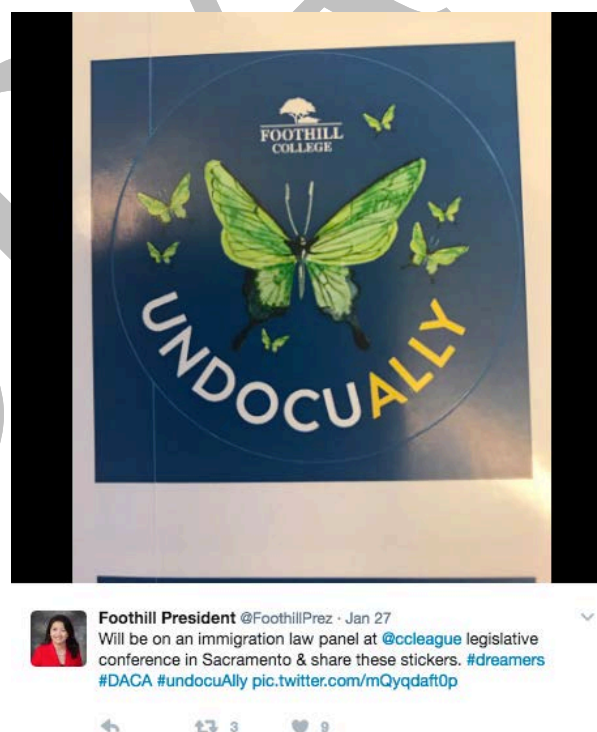 FOOTHILL
COLLEGE
UNDOCUALLY
Foothill President @FoothillPrez · Jan 27
Will be on an immigration law panel at @ccleague legislative
conference in Sacramento & share these stickers. #dreamers
#DACA #undocuAlly pic.twitter.com/mQyqdaft0p
3 9